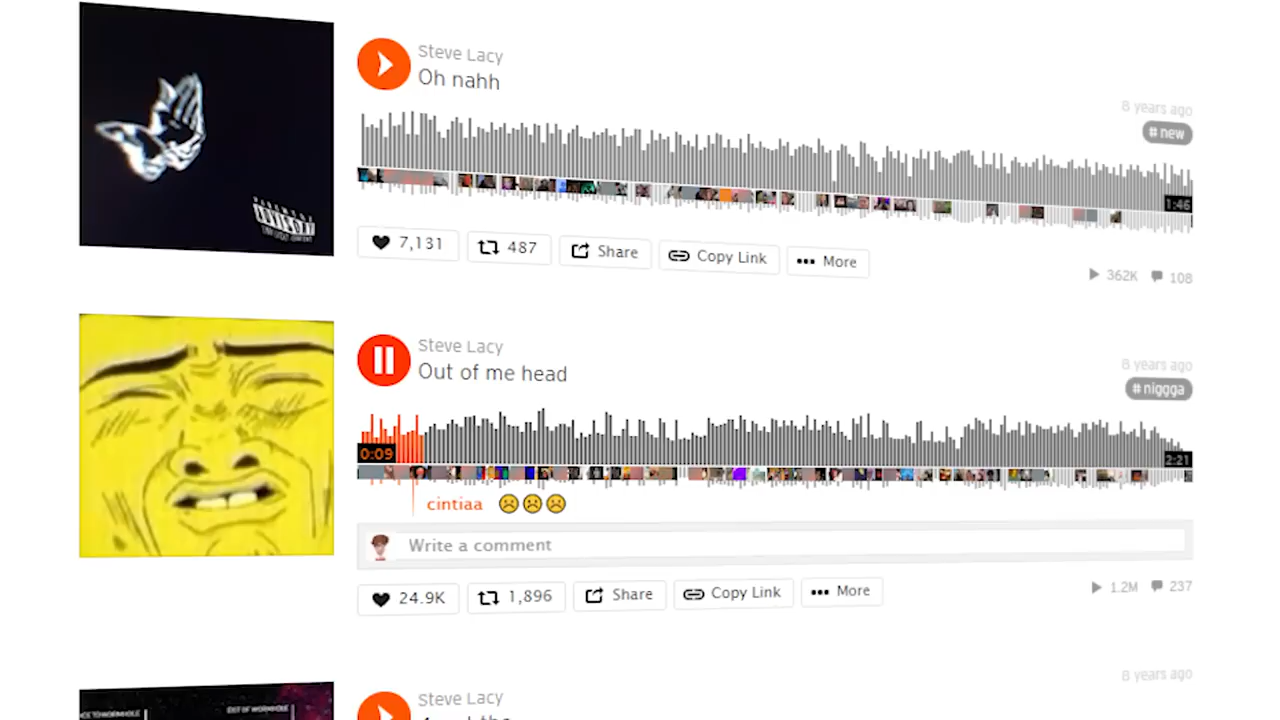 Steve Lacy
Oh nahh
8 years ago
# new
1:46
7,131
487
Share
Copy Link
More
362K
108
Steve Lacy
Out of me head
8 years ago
# niggga
0:09
2:21
cintiaa
Write a comment
24.9K
1,896
Share
Copy Link
More
1.2M
237
8 years ago
Steve Lacy